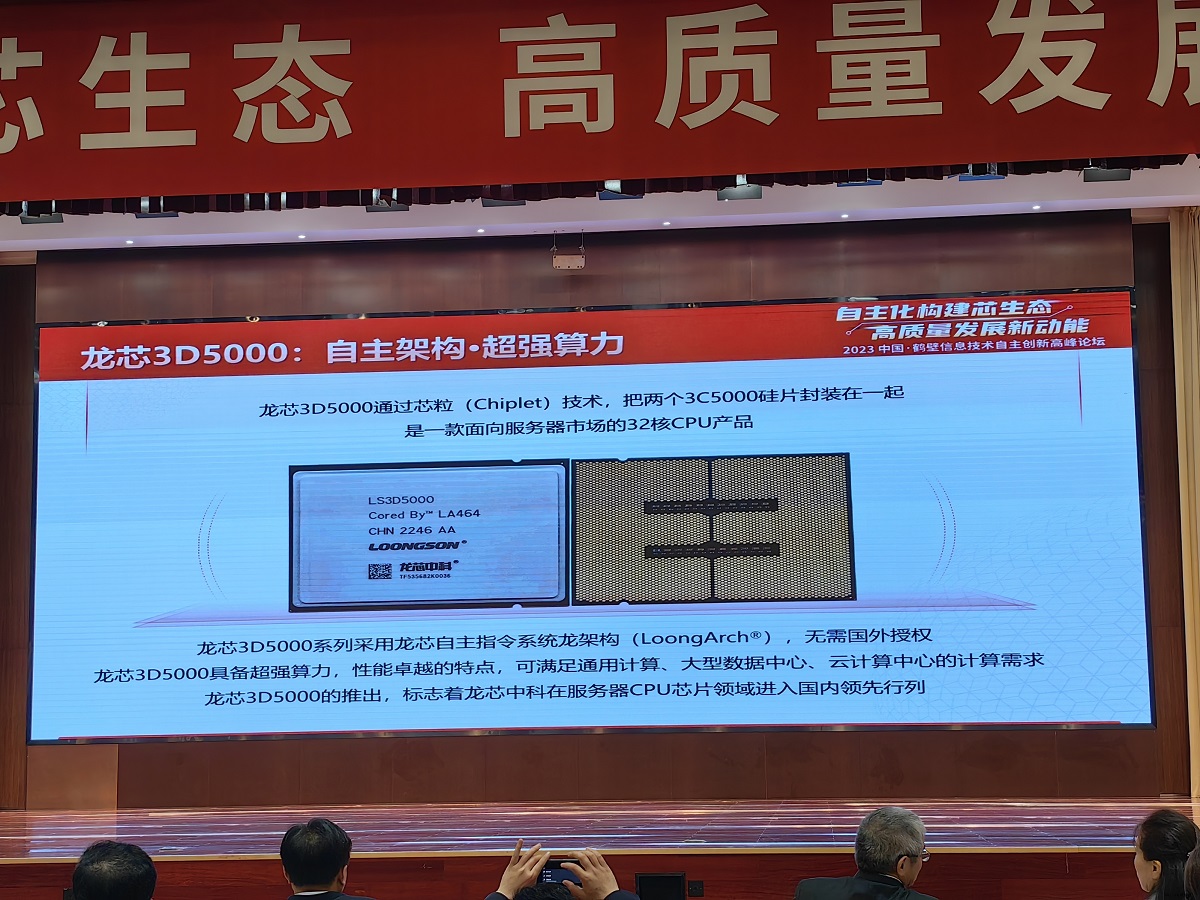 芯生态 高质量发展
自主化构建芯生态
高质量发展新动能
2023 中国·鹤壁信息技术自主创新高峰论坛
龙芯3D5000：自主架构·超强算力
龙芯3D5000通过芯粒（Chiplet）技术，把两个3C5000硅片封装在一起
是一款面向服务器市场的32核CPU产品
LS3D5000
Cored By™ LA464
CHN 2246 AA
LOONGSON®
龙芯中科®
TFS35682K0036
龙芯3D5000系列采用龙芯自主指令系统龙架构（LoongArch®），无需国外授权
龙芯3D5000具备超强算力，性能卓越的特点，可满足通用计算、大型数据中心、云计算中心的计算需求
龙芯3D5000的推出，标志着龙芯中科在服务器CPU芯片领域进入国内领先行列